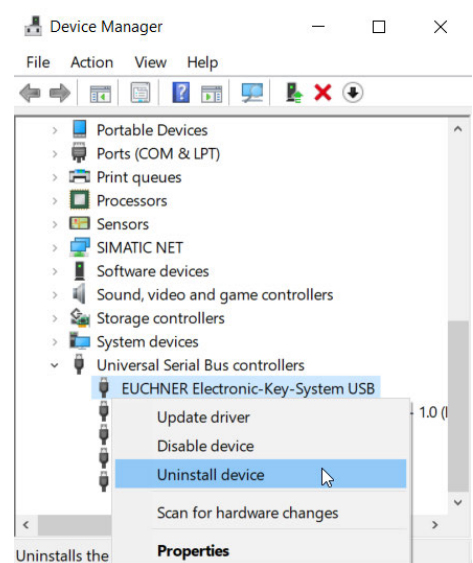 Device Manager
File Action View Help
Portable Devices
Ports (COM & LPT)
Print queues
Processors
Sensors
SIMATIC NET
Software devices
Sound, video and game controllers
Storage controllers
System devices
Universal Serial Bus controllers
EUCHNER Electronic-Key-System USB
Update driver
1.0 (
Disable device
Uninstall device
Scan for hardware changes
Uninstalls the
Properties